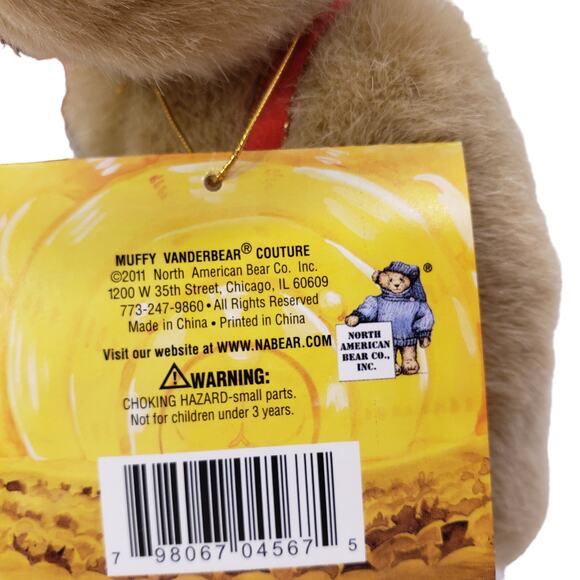 MUFFY VANDERBEAR® COUTURE
©2011 North American Bear Co. Inc.
1200 W 35th Street, Chicago, IL 60609
773-247-9860 • All Rights Reserved
Made in China • Printed in China
Visit our website at WWW.NABEAR.COM
®
NORTH
AMERICAN
BEAR CO.,
INC.
⚠WARNING:
CHOKING HAZARD-small parts.
Not for children under 3 years.
7 98067 04567 5